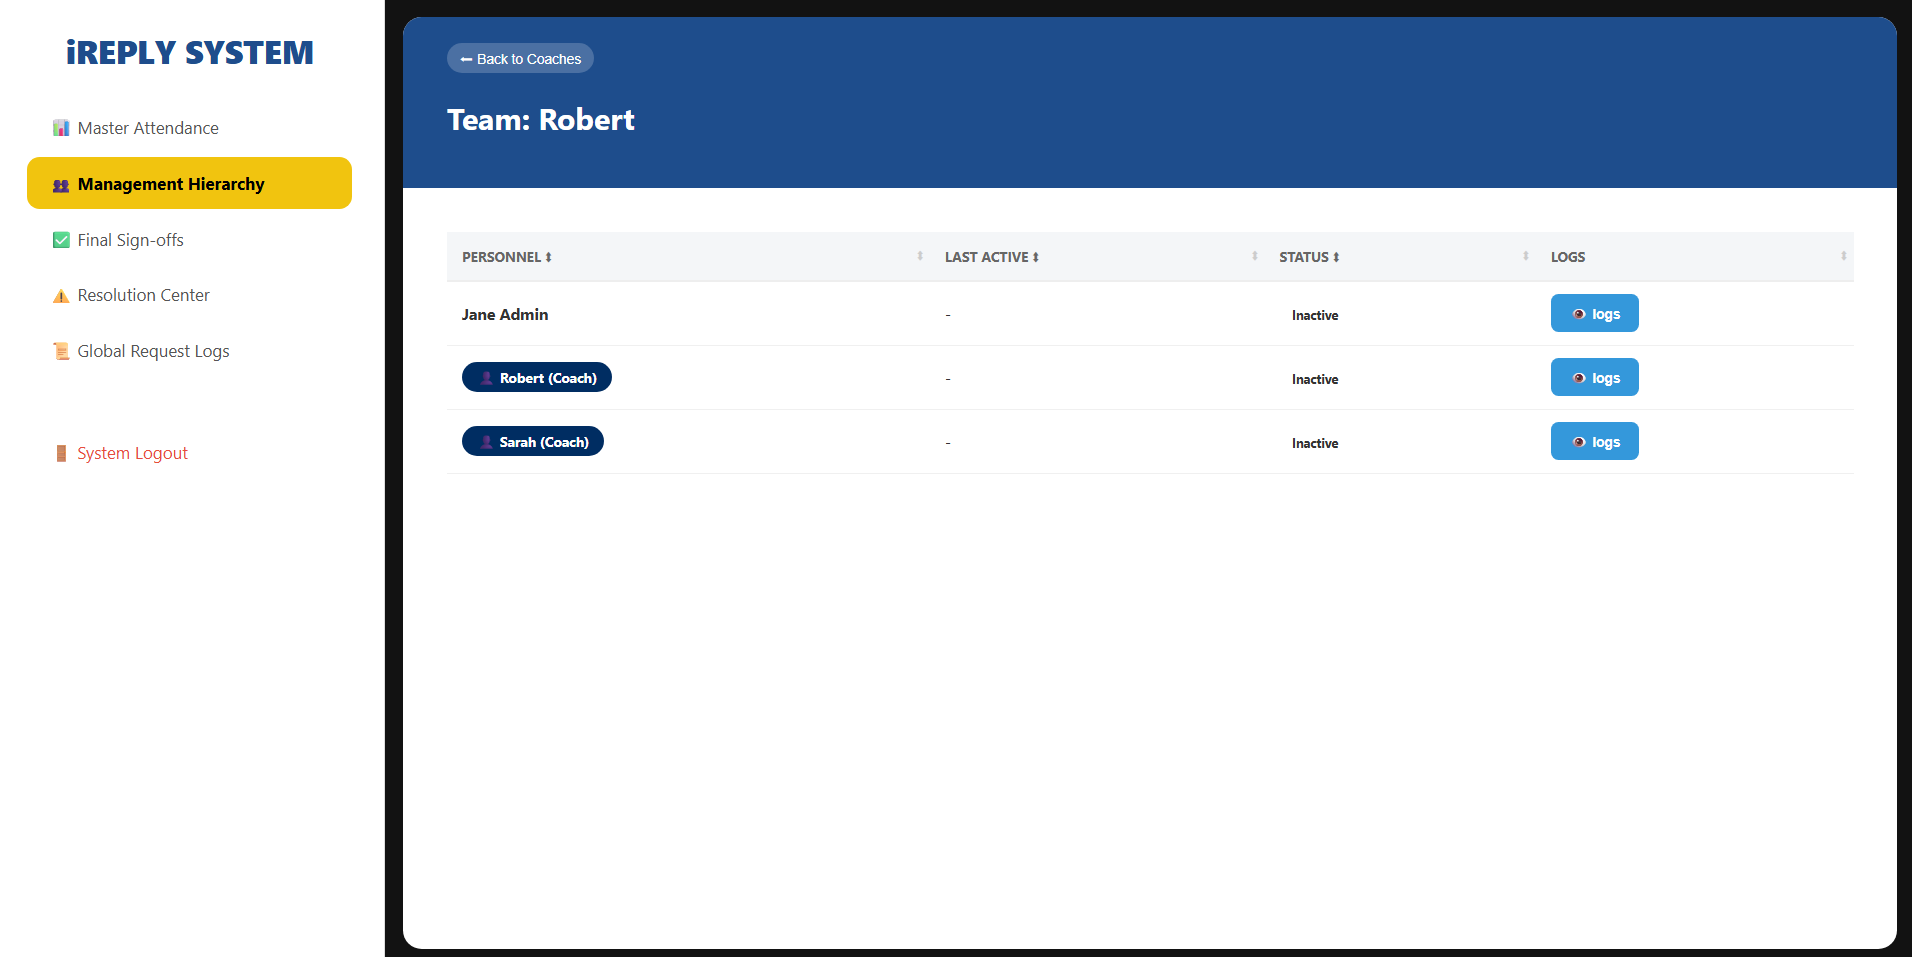 iREPLY SYSTEM
Master Attendance
Management Hierarchy
Final Sign-offs
Resolution Center
Global Request Logs
System Logout
← Back to Coaches
Team: Robert
PERSONNEL LAST ACTIVE STATUS LOGS
Jane Admin - Inactive logs
Robert (Coach) - Inactive logs
Sarah (Coach) - Inactive logs